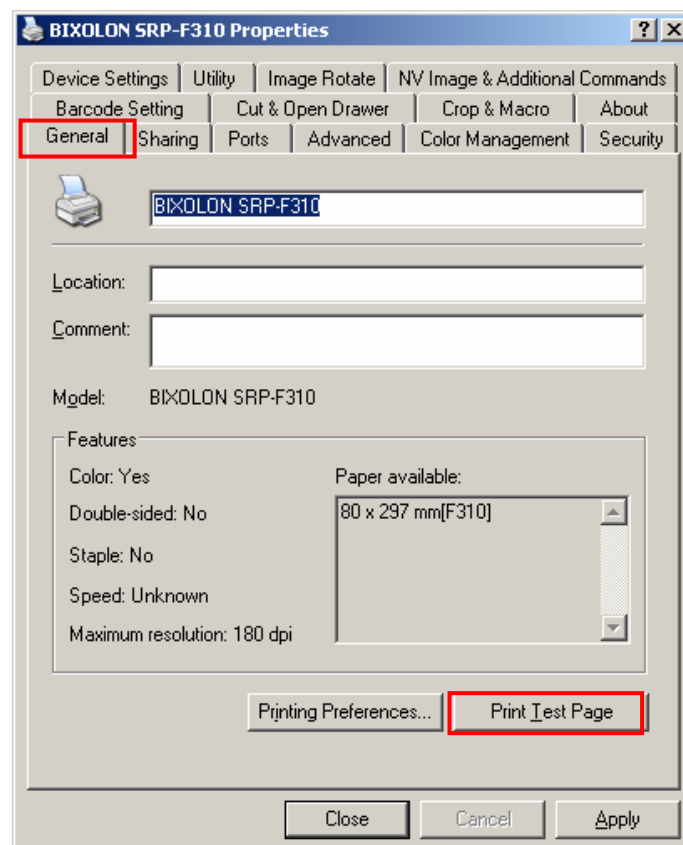 BIXOLON SRP-F310 Properties
? X
Device Settings Utility Image Rotate NV Image & Additional Commands
Barcode Setting Cut & Open Drawer Crop & Macro About
General Sharing Ports Advanced Color Management Security
BIXOLON SRP-F310
Location:
Comment:
Model: BIXOLON SRP-F310
Features
Color: Yes
Paper available:
Double-sided: No
80 x 297 mm[F310]
Staple: No
Speed: Unknown
Maximum resolution: 180 dpi
Printing Preferences... Print Test Page
Close Cancel Apply